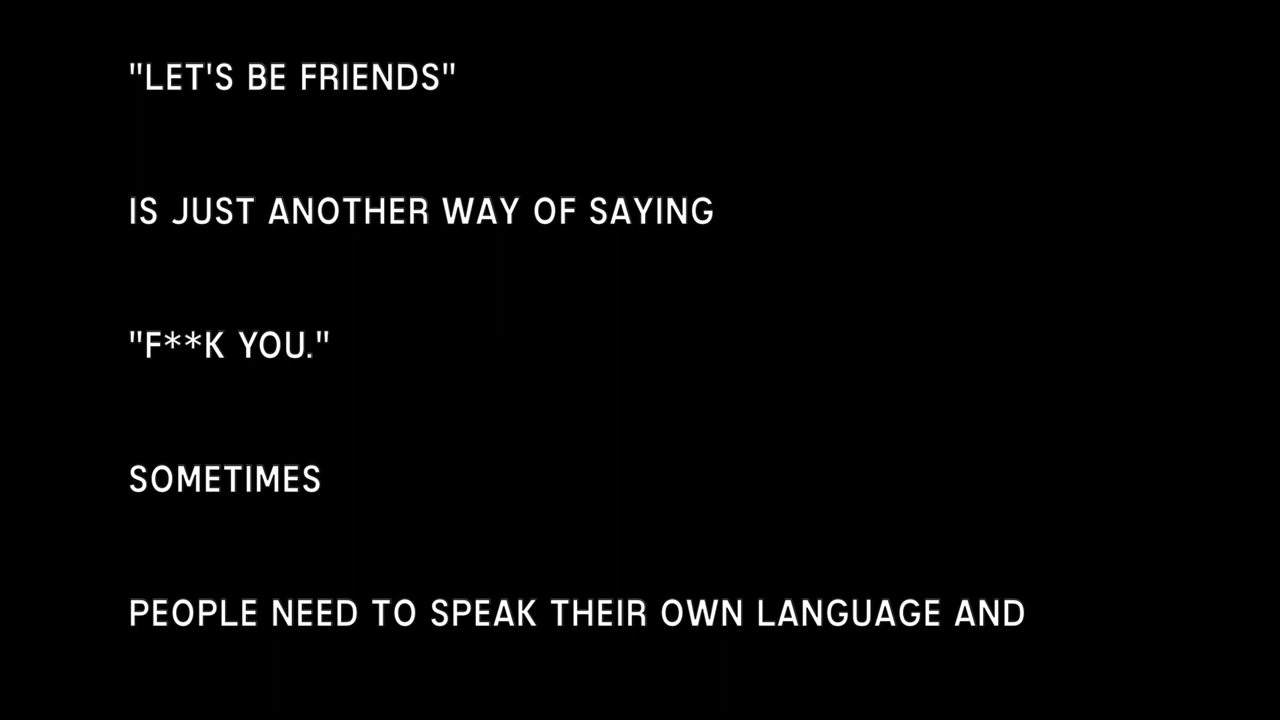 "LET'S BE FRIENDS"
IS JUST ANOTHER WAY OF SAYING
"F**K YOU."
SOMETIMES
PEOPLE NEED TO SPEAK THEIR OWN LANGUAGE AND